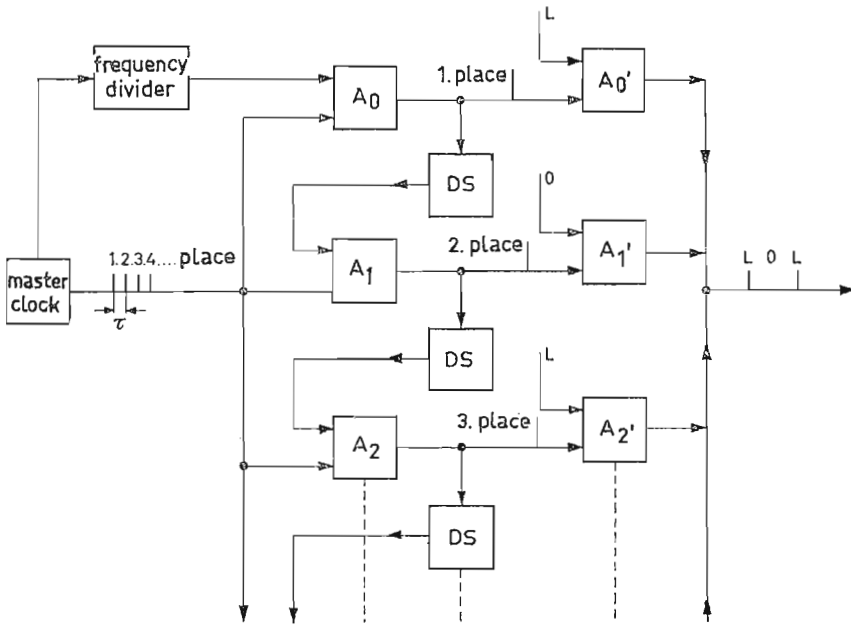 L
frequency
divider
A0
1. place
A0'
DS
0
1.2.3.4.... place
A1
2. place
A1'
L 0 L
master
clock
τ
DS
L
A2
3. place
A2'
DS